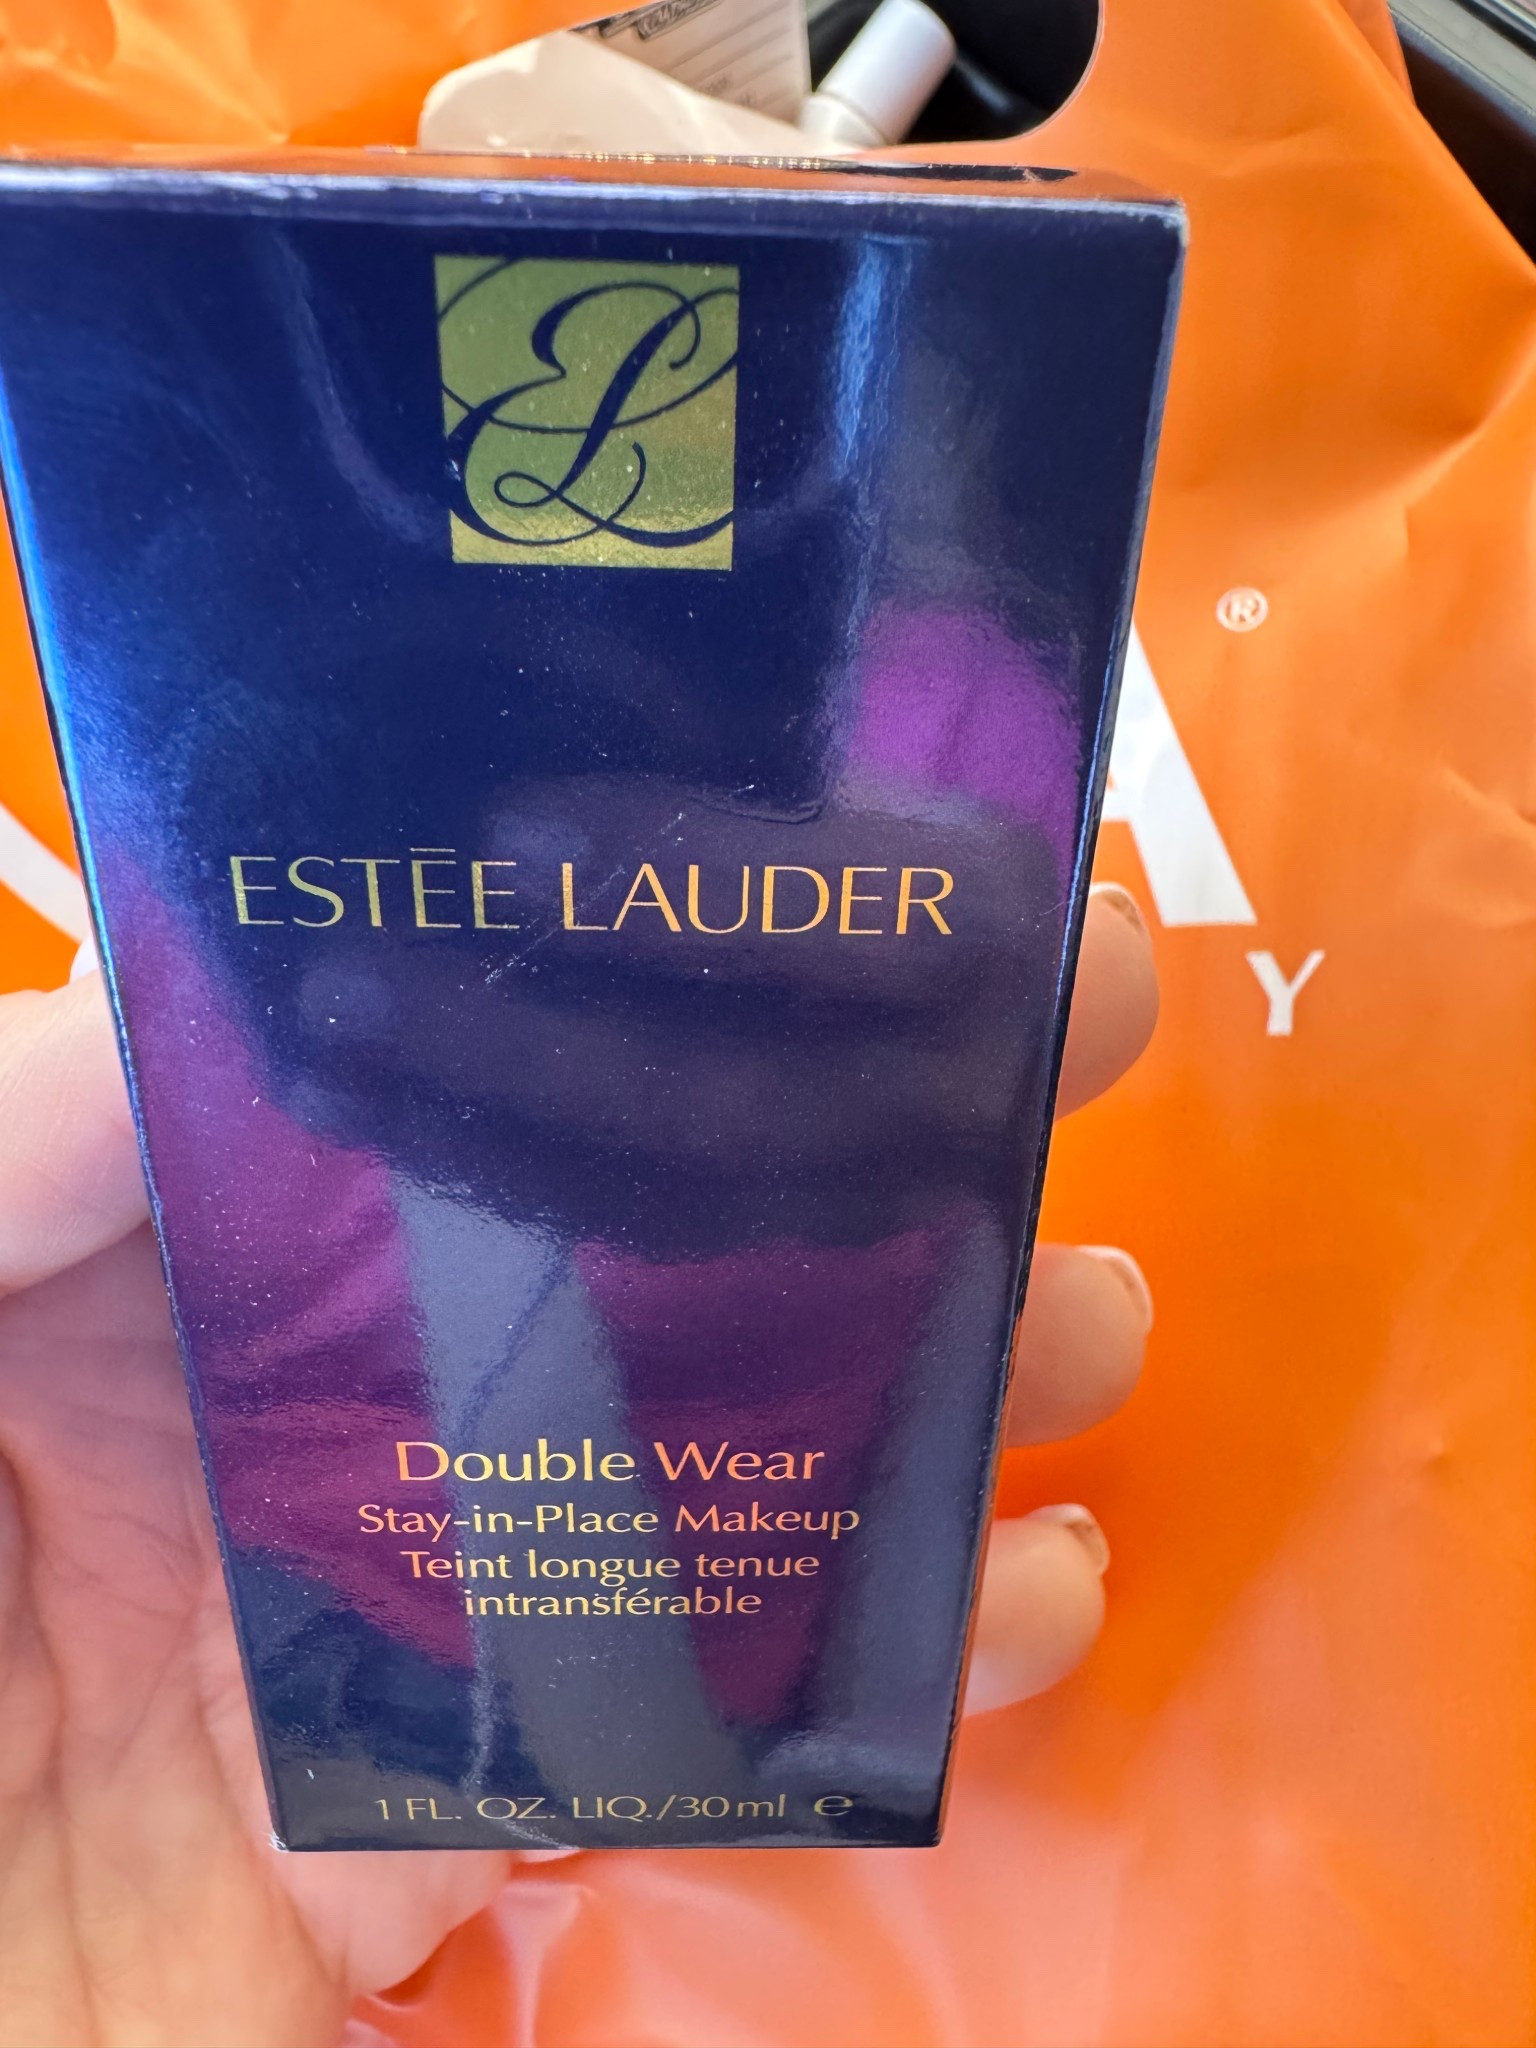 ESTĒE LAUDER
Double Wear
Stay-in-Place Makeup
Teint longue tenue
intransférable
1 FL. OZ. LIQ./30ml ℮
A®
Y